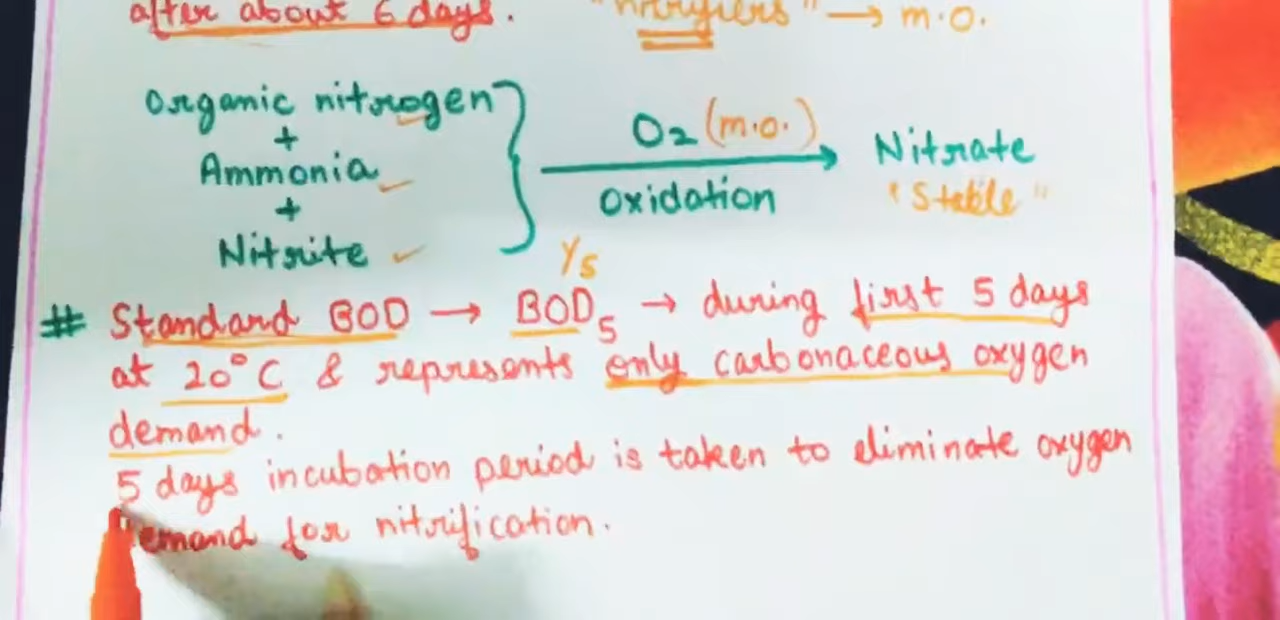 after about 6 days. "nitrifiers" → m.o.
Organic nitrogen
+
Ammonia
+
Nitrite
O₂ (m.o.)
Oxidation
Nitrate
"Stable"
Y5
# Standard BOD → BOD₅ → during first 5 days
at 20°C & represents only carbonaceous oxygen
demand.
5 days incubation period is taken to eliminate oxygen
demand for nitrification.